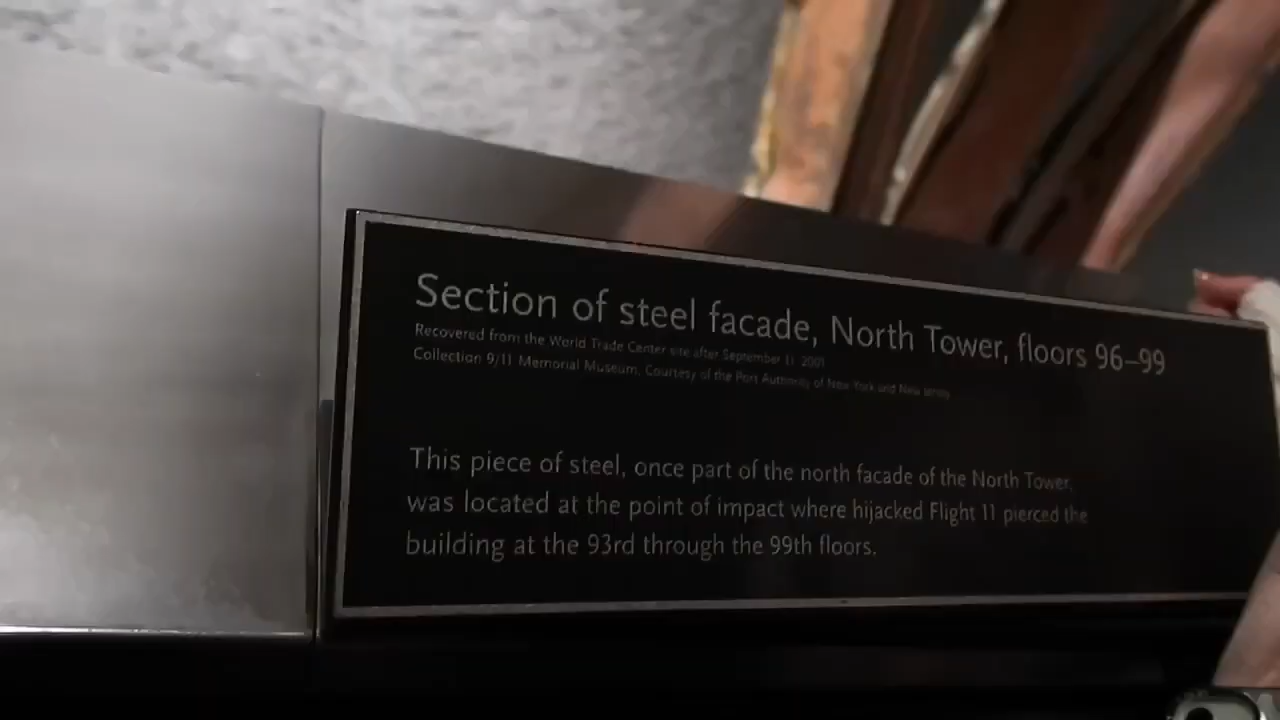 Section of steel facade, North Tower, floors 96–99
Recovered from the World Trade Center site after September 11, 2001
Collection 9/11 Memorial Museum, Courtesy of the Port Authority of New York and New Jersey
This piece of steel, once part of the north facade of the North Tower,
was located at the point of impact where hijacked Flight 11 pierced the
building at the 93rd through the 99th floors.